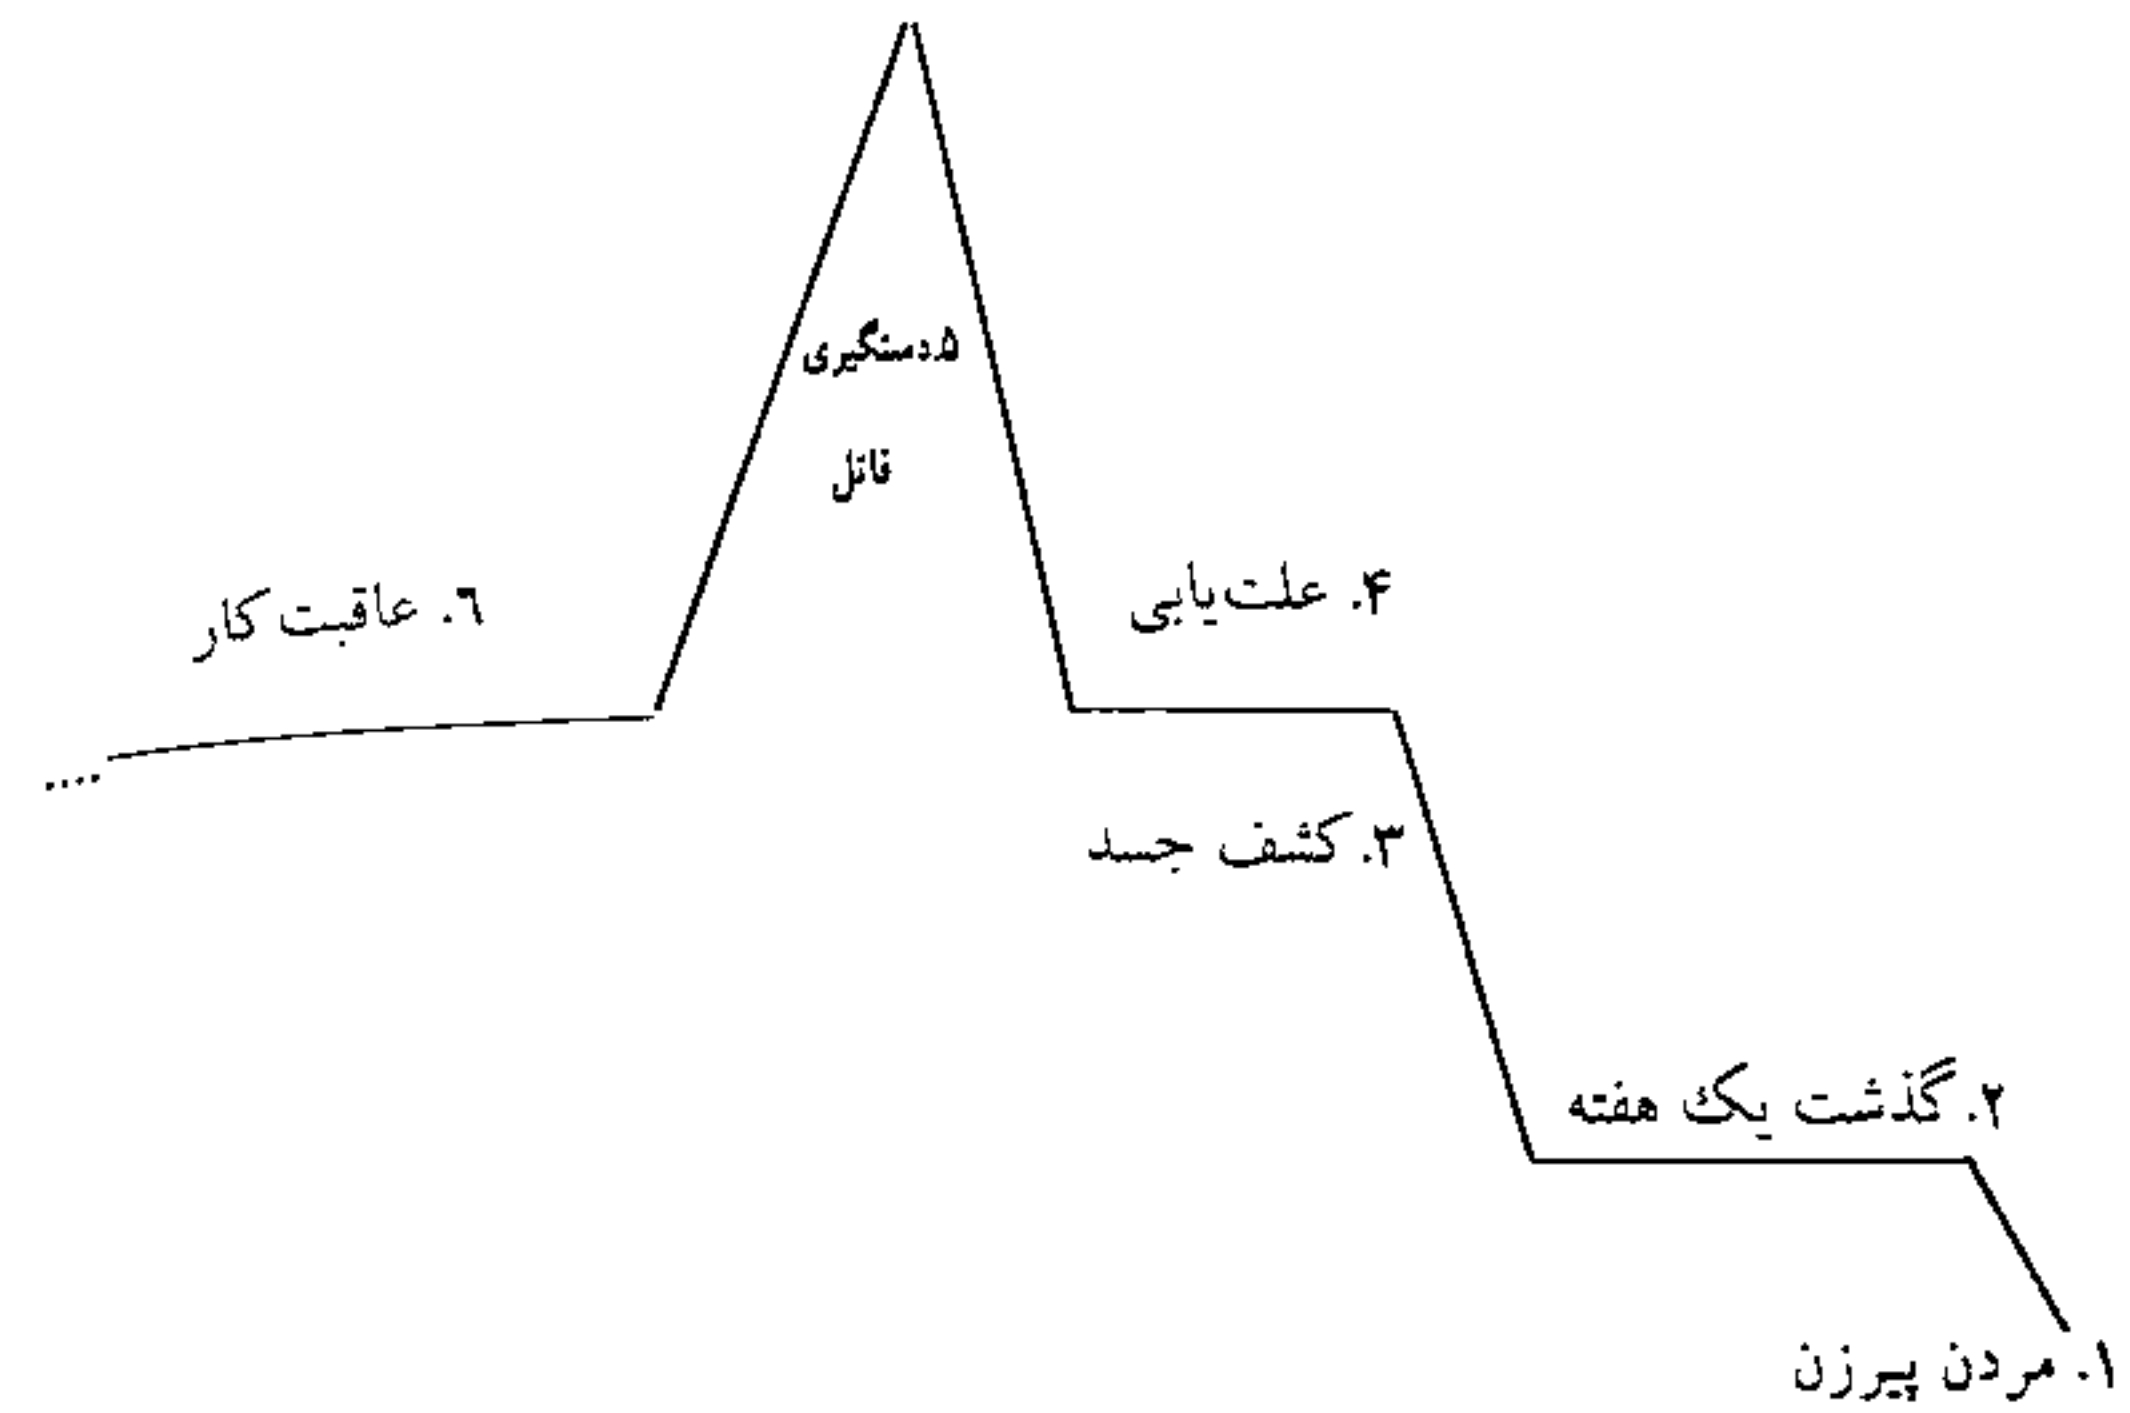 ۱. مردن پیرزن
۲. گذشت یک هفته
۳. کشف جسد
۴. علت‌یابی
۵.دستگیری
قاتل
۶. عاقبت کار
....